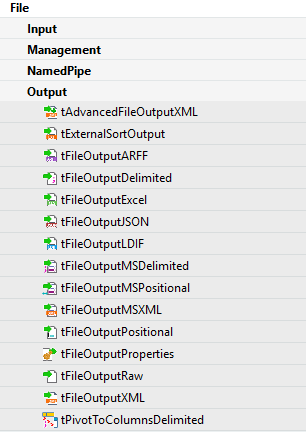 File
Input
Management
NamedPipe
Output
tAdvancedFileOutputXML
tExternalSortOutput
tFileOutputARFF
tFileOutputDelimited
tFileOutputExcel
tFileOutputJSON
tFileOutputLDIF
tFileOutputMSDelimited
tFileOutputMSPositional
tFileOutputMSXML
tFileOutputPositional
tFileOutputProperties
tFileOutputRaw
tFileOutputXML
tPivotToColumnsDelimited